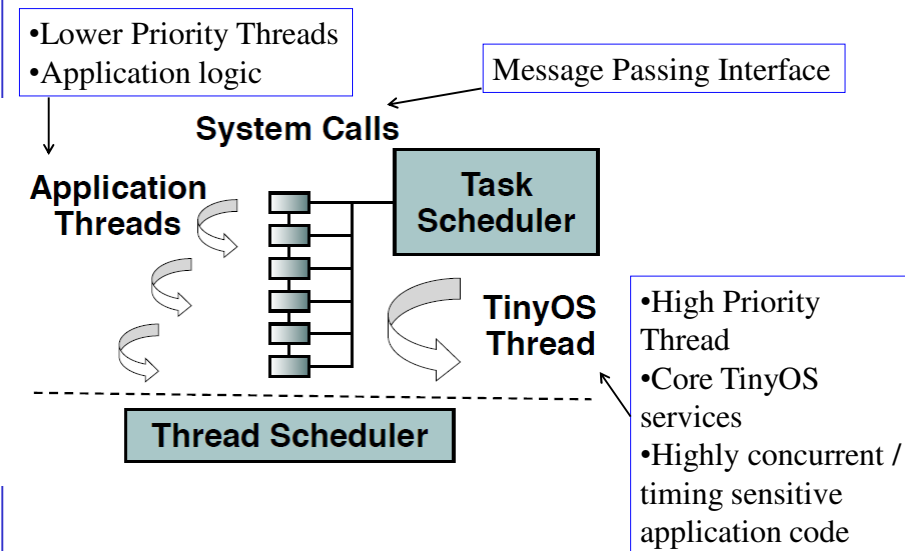 •Lower Priority Threads
•Application logic
Message Passing Interface
System Calls
Application
Threads
Task
Scheduler
TinyOS
Thread
•High Priority
Thread
•Core TinyOS
services
•Highly concurrent /
timing sensitive
application code
Thread Scheduler